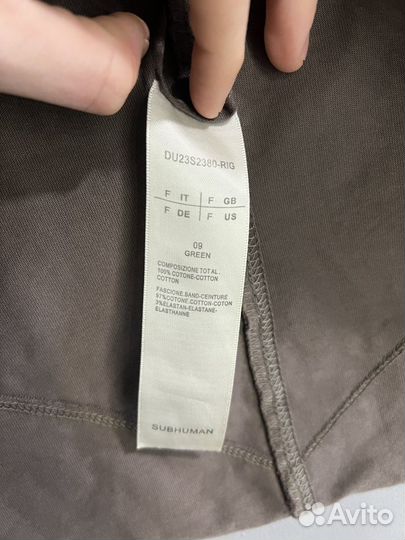 DU23S2380-RIG
F IT F GB
F DE F US
09
GREEN
COMPOSIZIONE TOTAL.
100% COTONE-COTTON
COTTON
FASCIONE.BAND-CEINTURE
97%COTONE.COTTON-COTON
3%ELASTAN-ELASTANE-
ELASTHANNE
SUBHUMAN
Avito